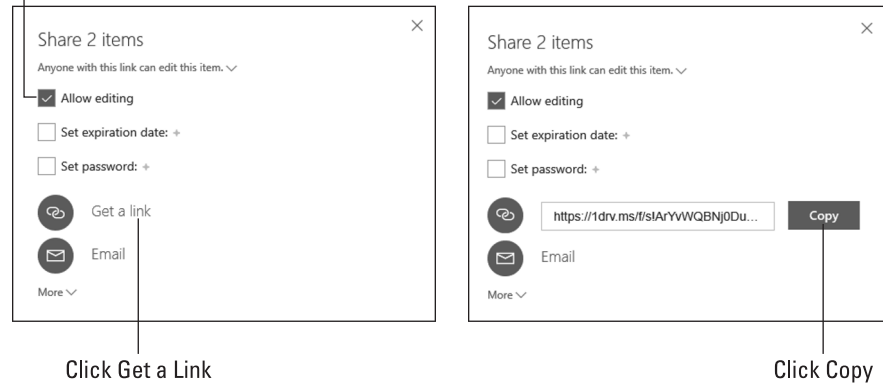 Share 2 items
Anyone with this link can edit this item.
Allow editing
Set expiration date: +
Set password: +
Get a link
Email
More
Click Get a Link
Share 2 items
Anyone with this link can edit this item.
Allow editing
Set expiration date: +
Set password: +
https://1drv.ms/f/s!ArYvWQBNj0Du... Copy
Email
More
Click Copy